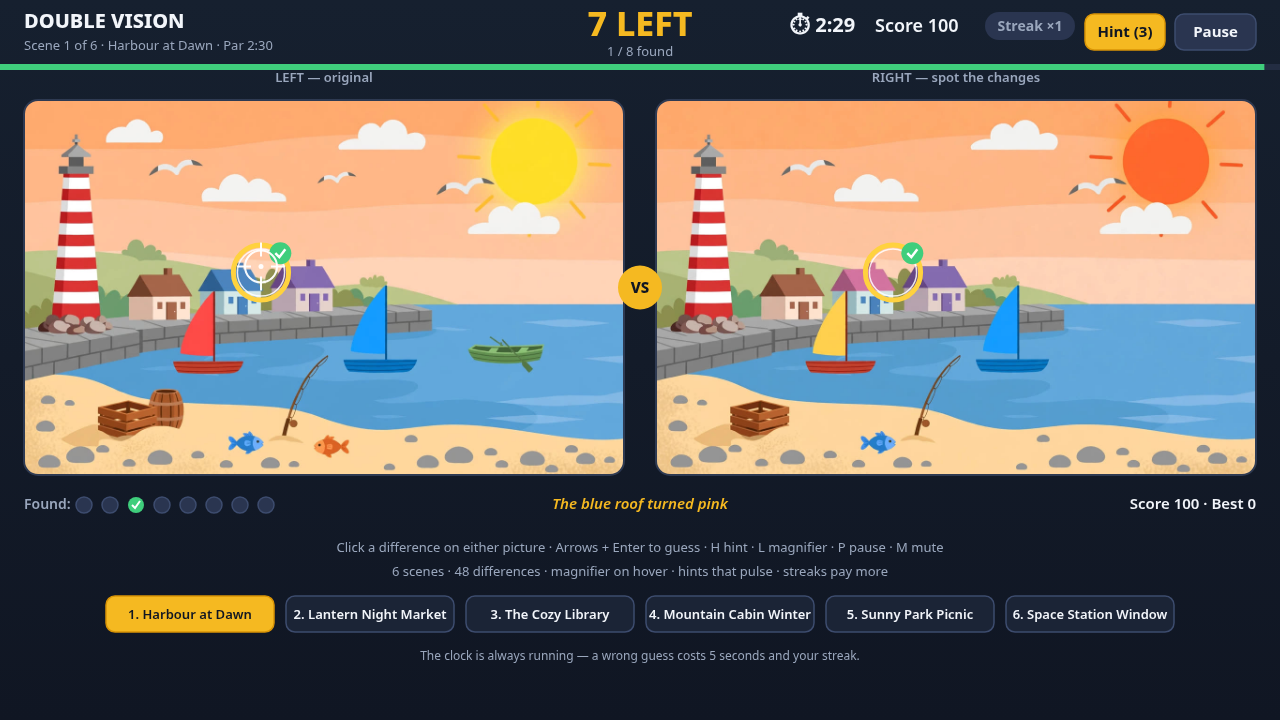 DOUBLE VISION
Scene 1 of 6 · Harbour at Dawn · Par 2:30
7 LEFT
1 / 8 found
⏱ 2:29
Score 100
Streak ×1
Hint (3)
Pause
LEFT — original
RIGHT — spot the changes
VS
Found:
The blue roof turned pink
Score 100 · Best 0
Click a difference on either picture · Arrows + Enter to guess · H hint · L magnifier · P pause · M mute
6 scenes · 48 differences · magnifier on hover · hints that pulse · streaks pay more
1. Harbour at Dawn
2. Lantern Night Market
3. The Cozy Library
4. Mountain Cabin Winter
5. Sunny Park Picnic
6. Space Station Window
The clock is always running — a wrong guess costs 5 seconds and your streak.